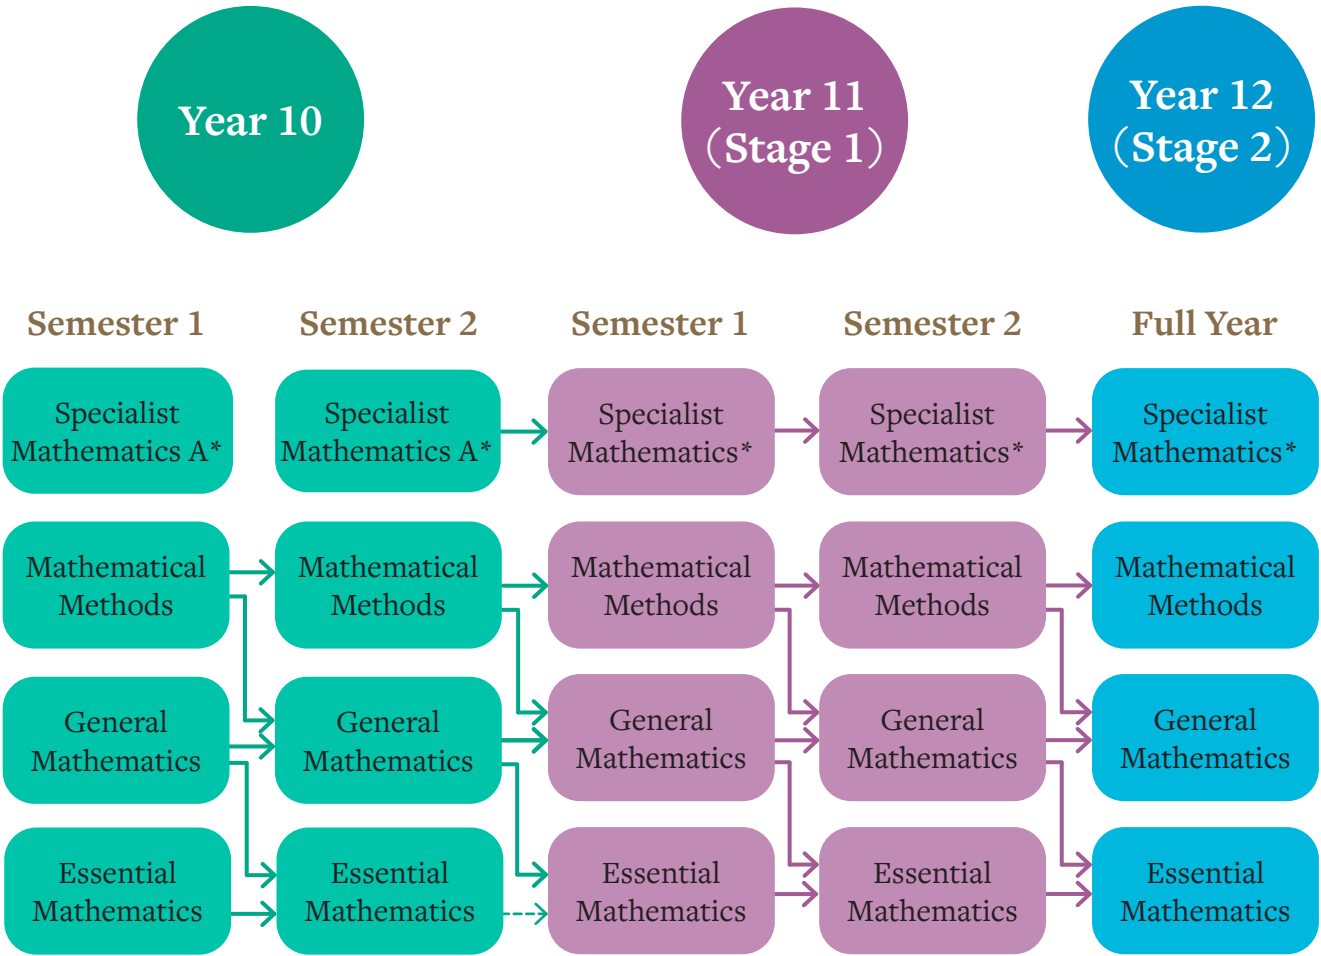 Year 10
Year 11
(Stage 1)
Year 12
(Stage 2)
Semester 1
Semester 2
Semester 1
Semester 2
Full Year
Specialist
Mathematics A*
Specialist
Mathematics A*
Specialist
Mathematics*
Specialist
Mathematics*
Specialist
Mathematics*
Mathematical
Methods
Mathematical
Methods
Mathematical
Methods
Mathematical
Methods
Mathematical
Methods
General
Mathematics
General
Mathematics
General
Mathematics
General
Mathematics
General
Mathematics
Essential
Mathematics
Essential
Mathematics
Essential
Mathematics
Essential
Mathematics
Essential
Mathematics